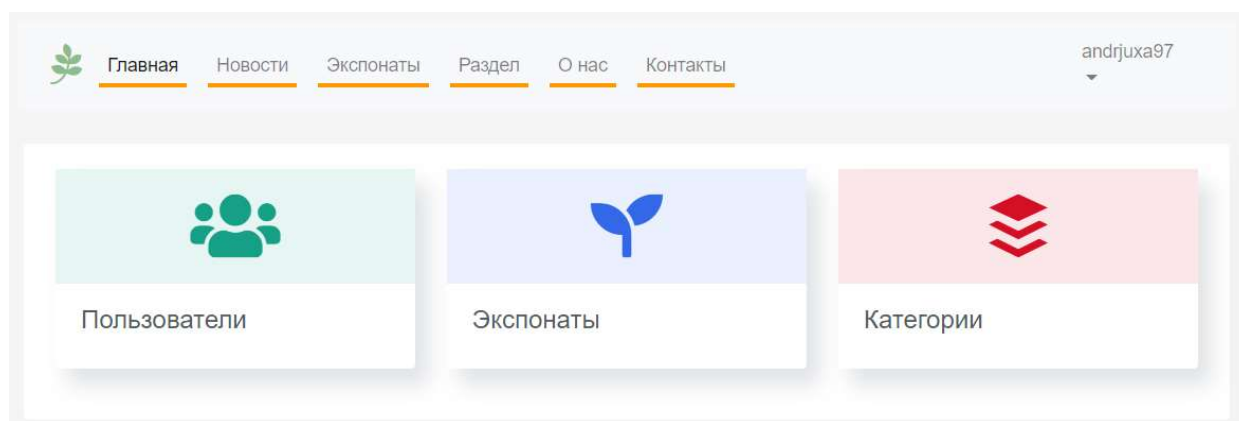 Главная Новости Экспонаты Раздел О нас Контакты andrjuxa97
Пользователи Экспонаты Категории